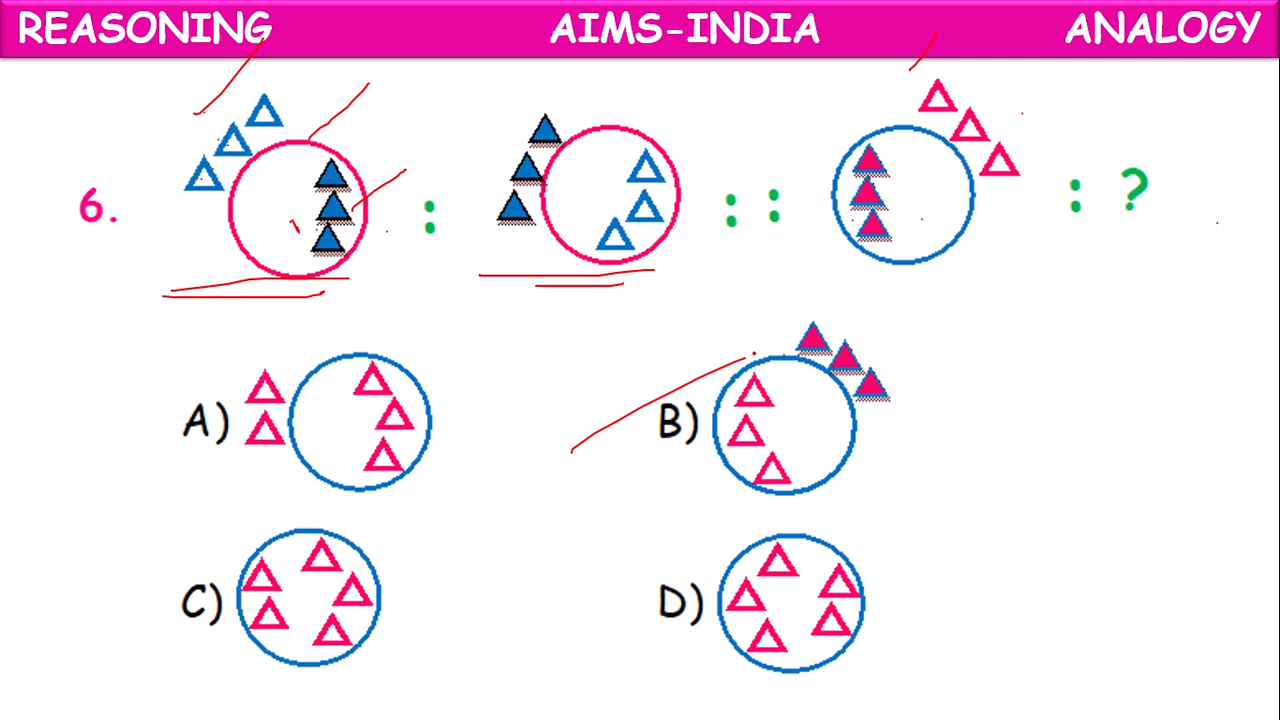 REASONING AIMS-INDIA ANALOGY
6. : :: : ?
A) B)
C) D)